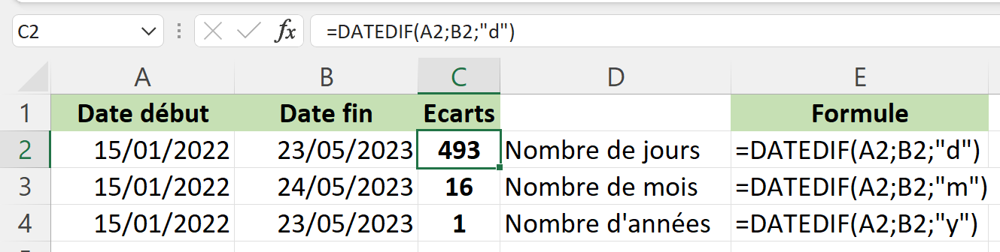 C2 fx =DATEDIF(A2;B2;"d")
A B C D E
1 Date début Date fin Ecarts Formule
2 15/01/2022 23/05/2023 493 Nombre de jours =DATEDIF(A2;B2;"d")
3 15/01/2022 24/05/2023 16 Nombre de mois =DATEDIF(A2;B2;"m")
4 15/01/2022 23/05/2023 1 Nombre d'années =DATEDIF(A2;B2;"y")